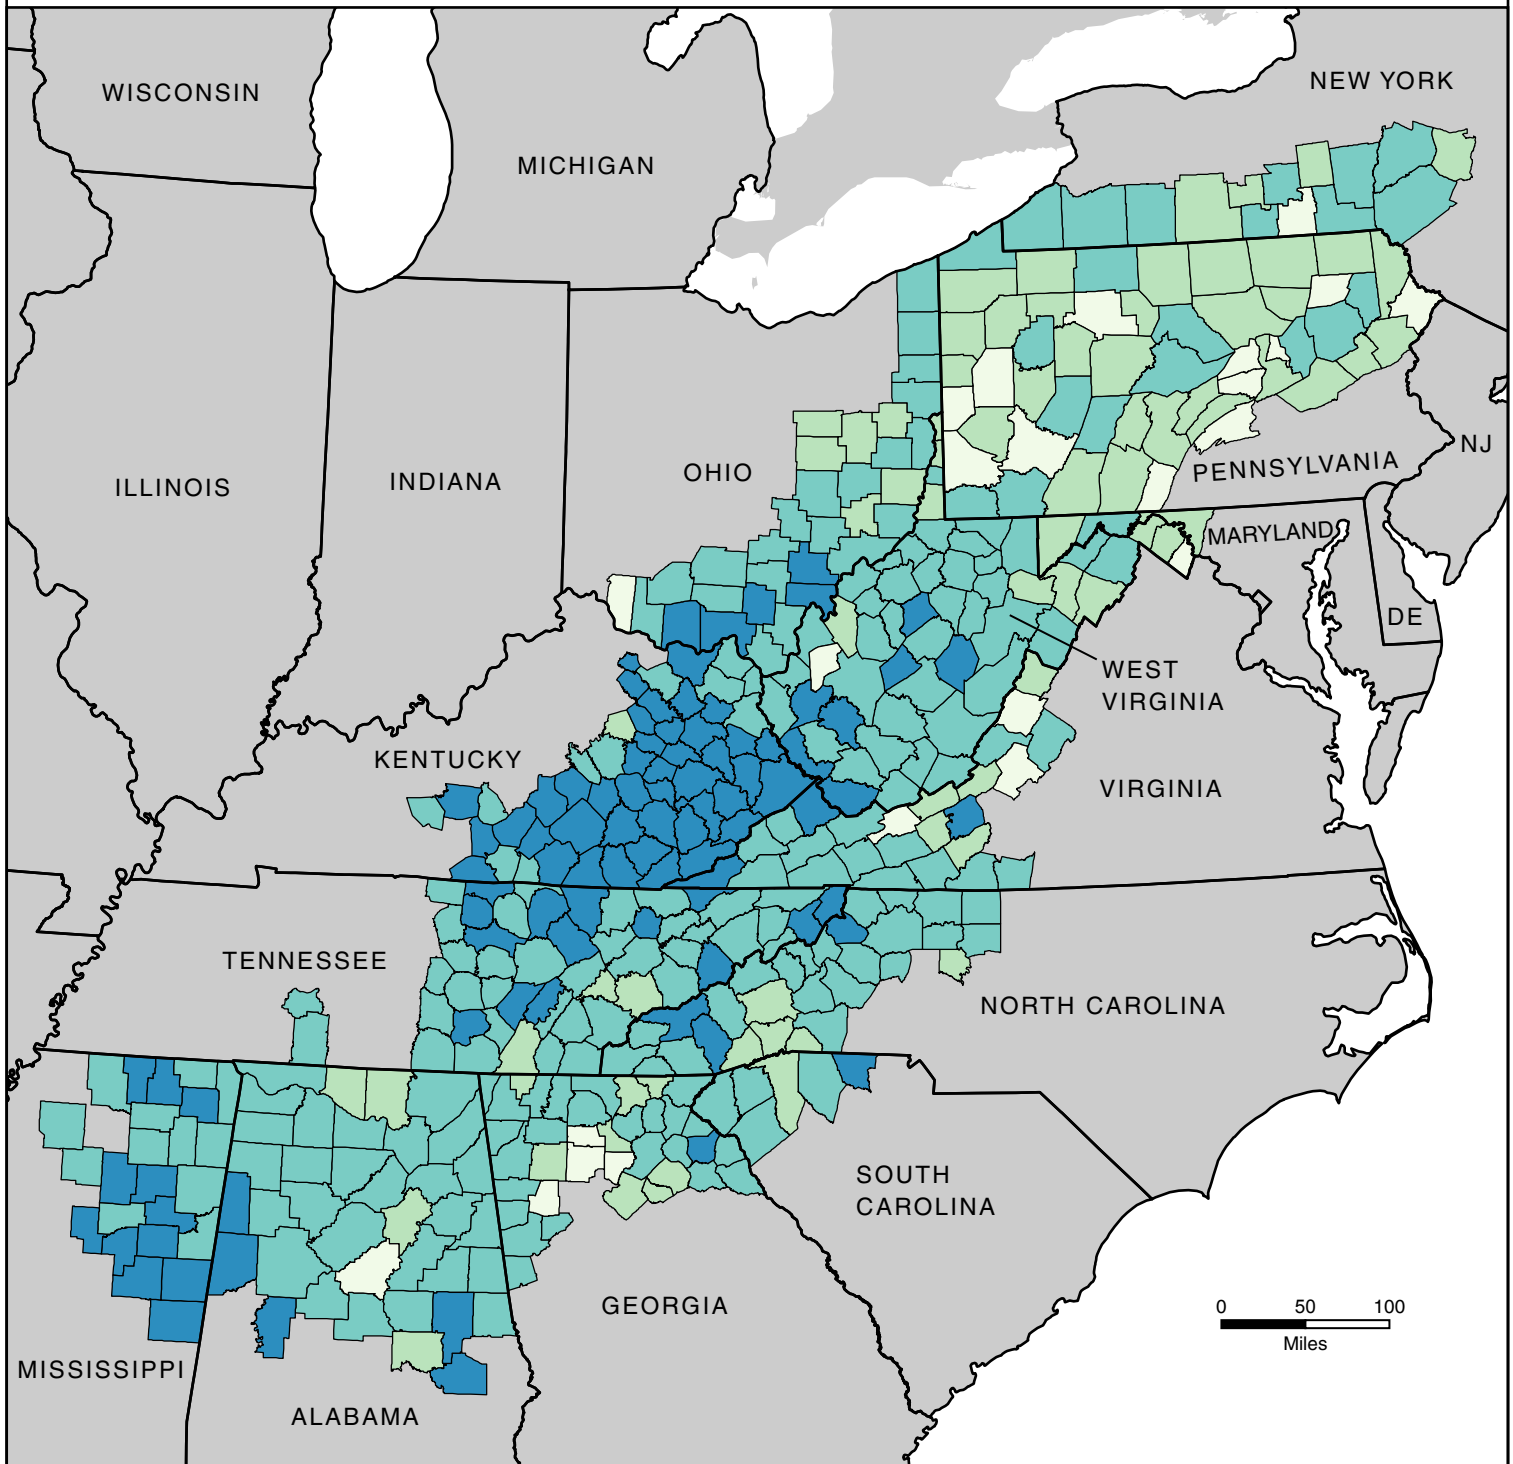 WISCONSIN
NEW YORK
MICHIGAN
ILLINOIS
INDIANA
OHIO
PENNSYLVANIA
NJ
MARYLAND
DE
WEST
VIRGINIA
KENTUCKY
VIRGINIA
TENNESSEE
NORTH CAROLINA
SOUTH
CAROLINA
GEORGIA
MISSISSIPPI
ALABAMA
0 50 100
Miles